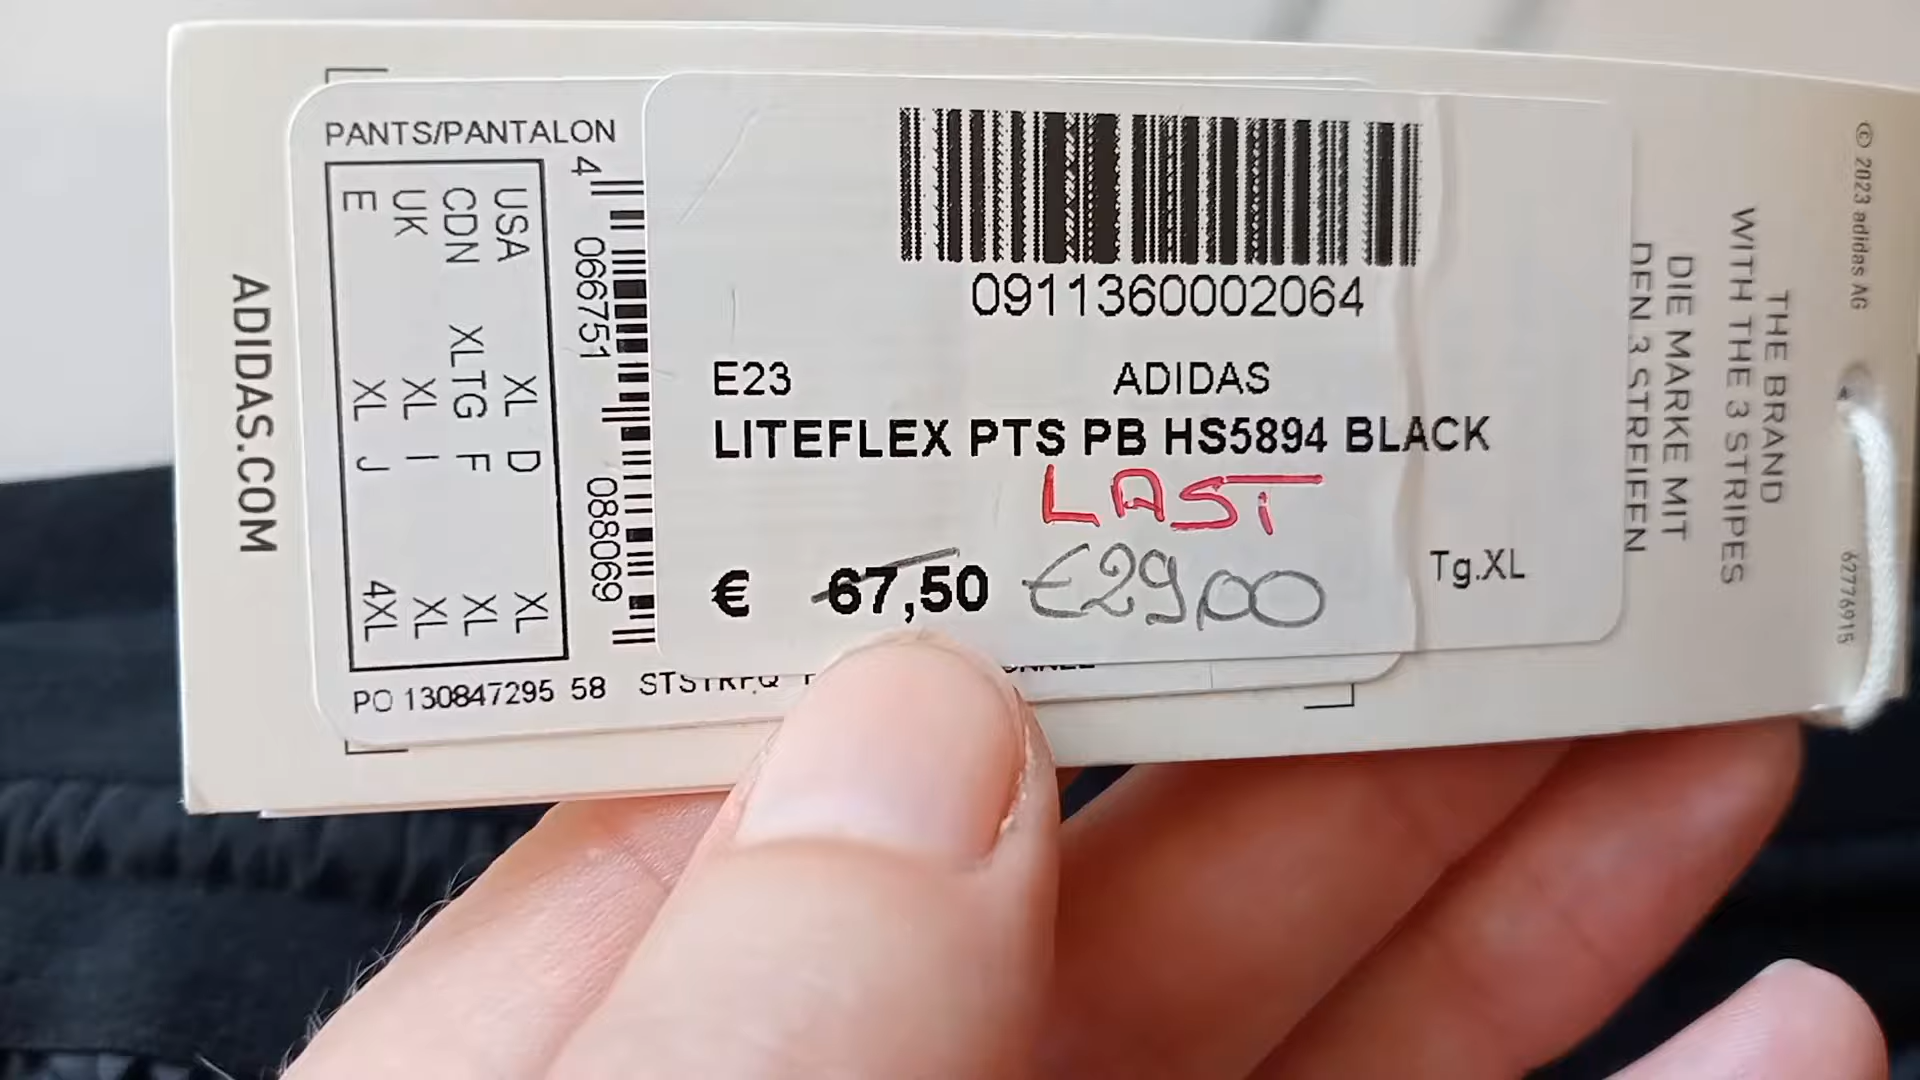 ADIDAS.COM
PANTS/PANTALON
USA XL D XL
CDN XLTG F XL
UK XL I XL
E XL J 4XL
4 066751 088069
PO 130847295 58
0911360002064
E23 ADIDAS
LITEFLEX PTS PB HS5894 BLACK
LAST
€ 67,50 €29,00
Tg.XL
THE BRAND
WITH THE 3 STRIPES
DIE MARKE MIT
DEN 3 STREIFEN
© 2023 adidas AG
62776915